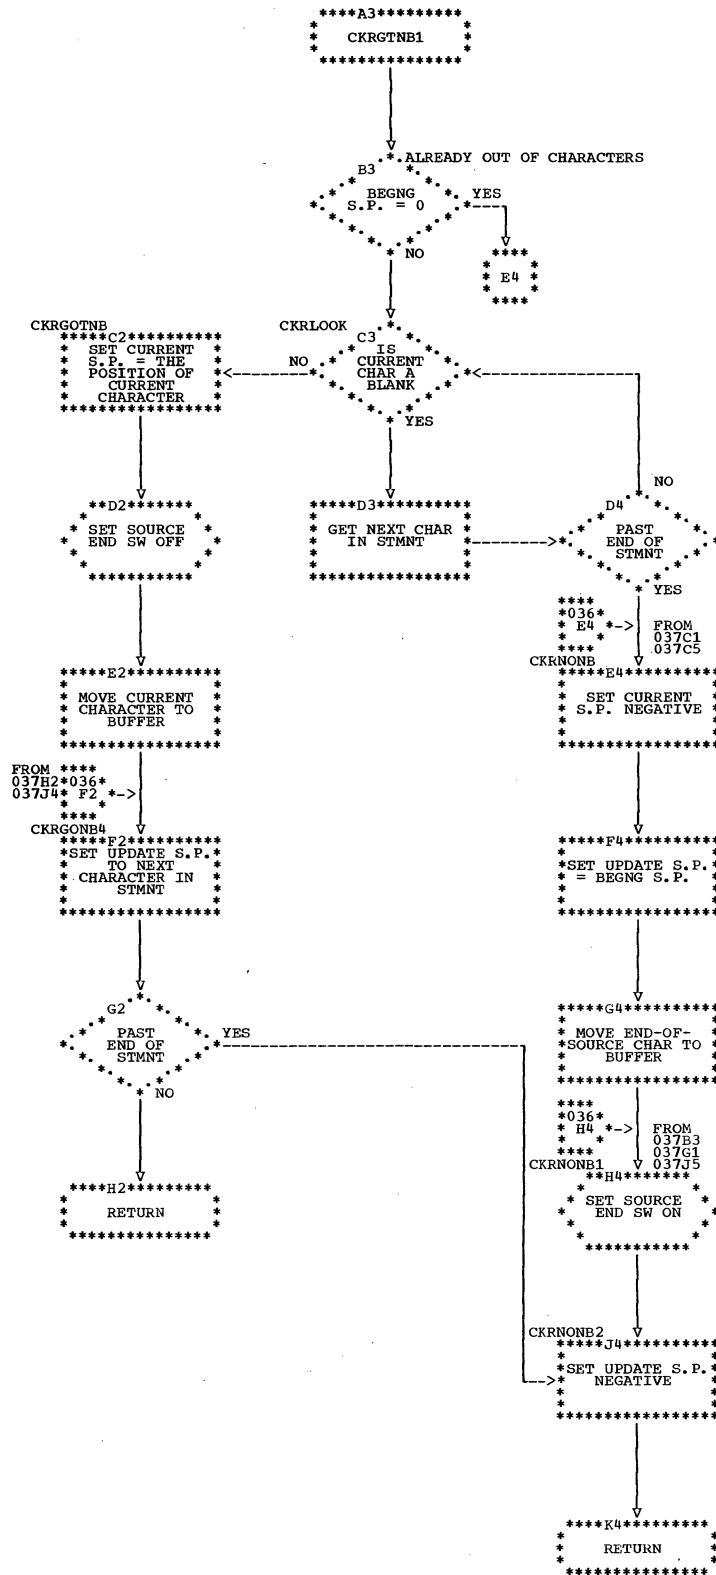 A3
CKRGTNB1
ALREADY OUT OF CHARACTERS
B3
BEGNG
S.P. = 0
YES
NO
E4
CKRGOTNB
C2
SET CURRENT
S.P. = THE
POSITION OF
CURRENT
CHARACTER
CKRLOOK
C3
IS
CURRENT
CHAR A
BLANK
NO
YES
D2
SET SOURCE
END SW OFF
D3
GET NEXT CHAR
IN STMNT
NO
D4
PAST
END OF
STMNT
YES
036
E4
FROM
037C1
037C5
E2
MOVE CURRENT
CHARACTER TO
BUFFER
CKRNONB
E4
SET CURRENT
S.P. NEGATIVE
FROM
037H2
037J4
036
F2
CKRGONB4
F2
SET UPDATE S.P.
TO NEXT
CHARACTER IN
STMNT
F4
SET UPDATE S.P.
= BEGNG S.P.
G2
PAST
END OF
STMNT
YES
NO
G4
MOVE END-OF-
SOURCE CHAR TO
BUFFER
036
H4
FROM
037B3
037G1
037J5
H2
RETURN
CKRNONB1
H4
SET SOURCE
END SW ON
CKRNONB2
J4
SET UPDATE S.P.
NEGATIVE
K4
RETURN